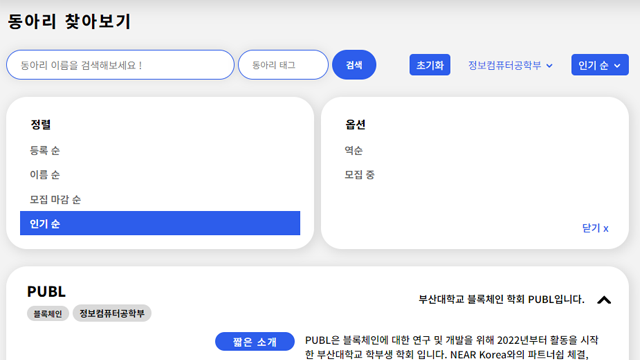 동아리 찾아보기
동아리 이름을 검색해보세요 !
동아리 태그
검색
초기화
정보컴퓨터공학부
인기 순
정렬
등록 순
이름 순
모집 마감 순
인기 순
옵션
역순
모집 중
닫기 x
PUBL
블록체인
정보컴퓨터공학부
부산대학교 블록체인 학회 PUBL입니다.
짧은 소개
PUBL은 블록체인에 대한 연구 및 개발을 위해 2022년부터 활동을 시작
한 부산대학교 학부생 학회 입니다. NEAR Korea와의 파트너쉽 체결,